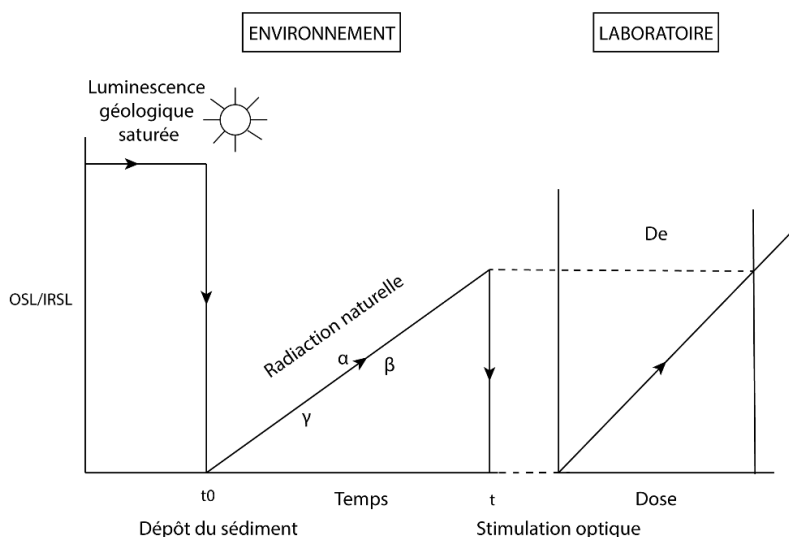 ENVIRONNEMENT
LABORATOIRE
Luminescence
géologique
saturée
De
OSL/IRSL
Radiaction naturelle
α
β
γ
t0
Temps
t
Dose
Dépôt du sédiment
Stimulation optique